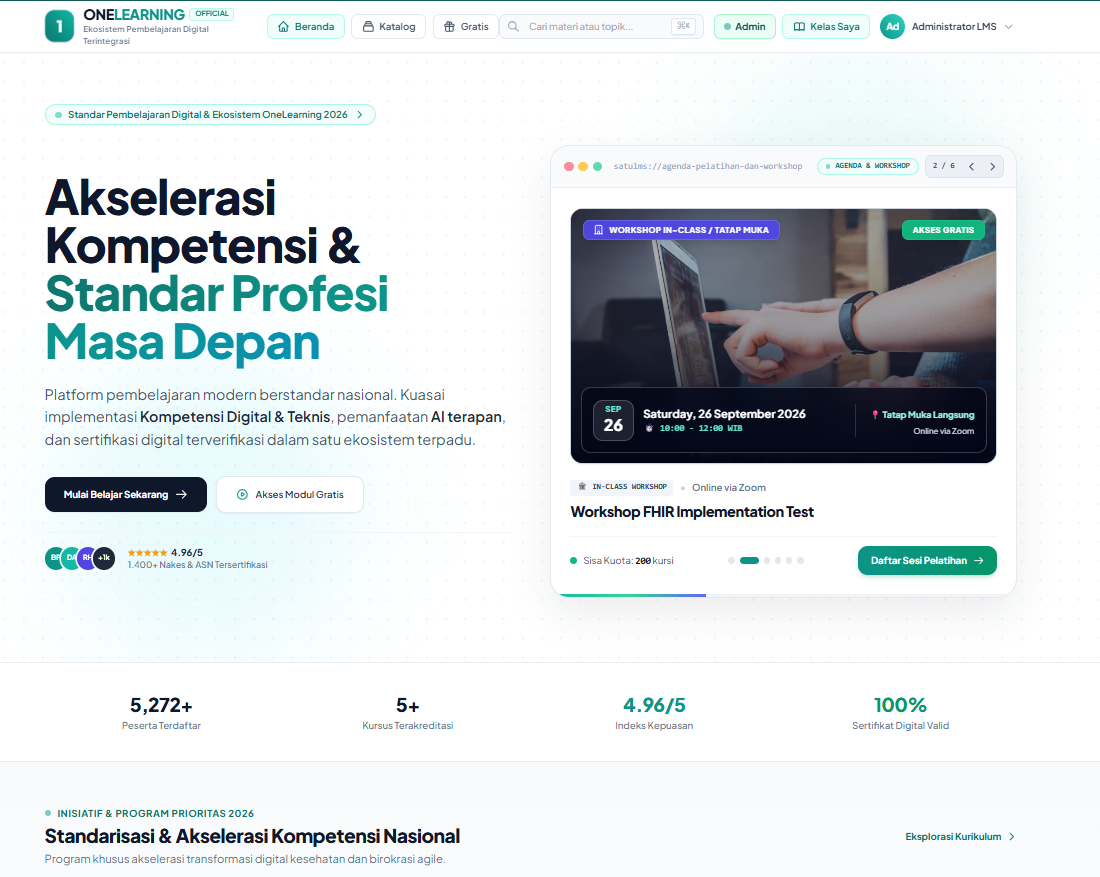 1
ONELEARNING OFFICIAL
Ekosistem Pembelajaran Digital
Terintegrasi
Beranda
Katalog
Gratis
Cari materi atau topik...
⌘K
Admin
Kelas Saya
Ad
Administrator LMS
Standar Pembelajaran Digital & Ekosistem OneLearning 2026
Akselerasi
Kompetensi &
Standar Profesi
Masa Depan
Platform pembelajaran modern berstandar nasional. Kuasai
implementasi Kompetensi Digital & Teknis, pemanfaatan AI terapan,
dan sertifikasi digital terverifikasi dalam satu ekosistem terpadu.
Mulai Belajar Sekarang →
Akses Modul Gratis
+1k
★★★★★ 4.96/5
1.400+ Nakes & ASN Tersertifikasi
satulms://agenda-pelatihan-dan-workshop
AGENDA & WORKSHOP
2 / 6
WORKSHOP IN-CLASS / TATAP MUKA
AKSES GRATIS
SEP
26
Saturday, 26 September 2026
10:00 - 12:00 WIB
Tatap Muka Langsung
Online via Zoom
IN-CLASS WORKSHOP
Online via Zoom
Workshop FHIR Implementation Test
Sisa Kuota: 200 kursi
Daftar Sesi Pelatihan →
5,272+
Peserta Terdaftar
5+
Kursus Terakreditasi
4.96/5
Indeks Kepuasan
100%
Sertifikat Digital Valid
INISIATIF & PROGRAM PRIORITAS 2026
Standarisasi & Akselerasi Kompetensi Nasional
Program khusus akselerasi transformasi digital kesehatan dan birokrasi agile.
Eksplorasi Kurikulum